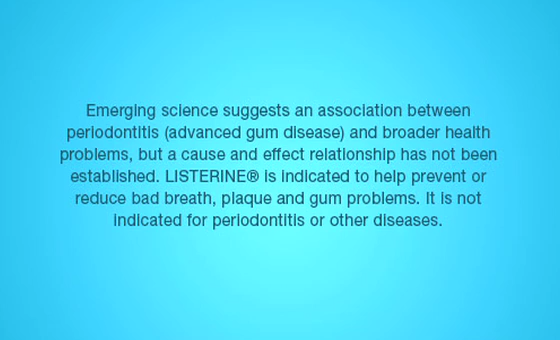 Emerging science suggests an association between
periodontitis (advanced gum disease) and broader health
problems, but a cause and effect relationship has not been
established. LISTERINE® is indicated to help prevent or
reduce bad breath, plaque and gum problems. It is not
indicated for periodontitis or other diseases.